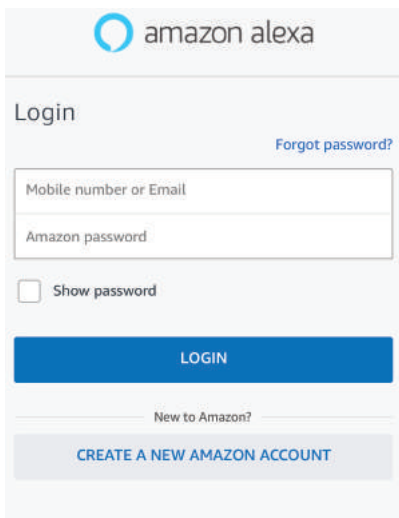 amazon alexa
Login
Forgot password?
Mobile number or Email
Amazon password
Show password
LOGIN
New to Amazon?
CREATE A NEW AMAZON ACCOUNT